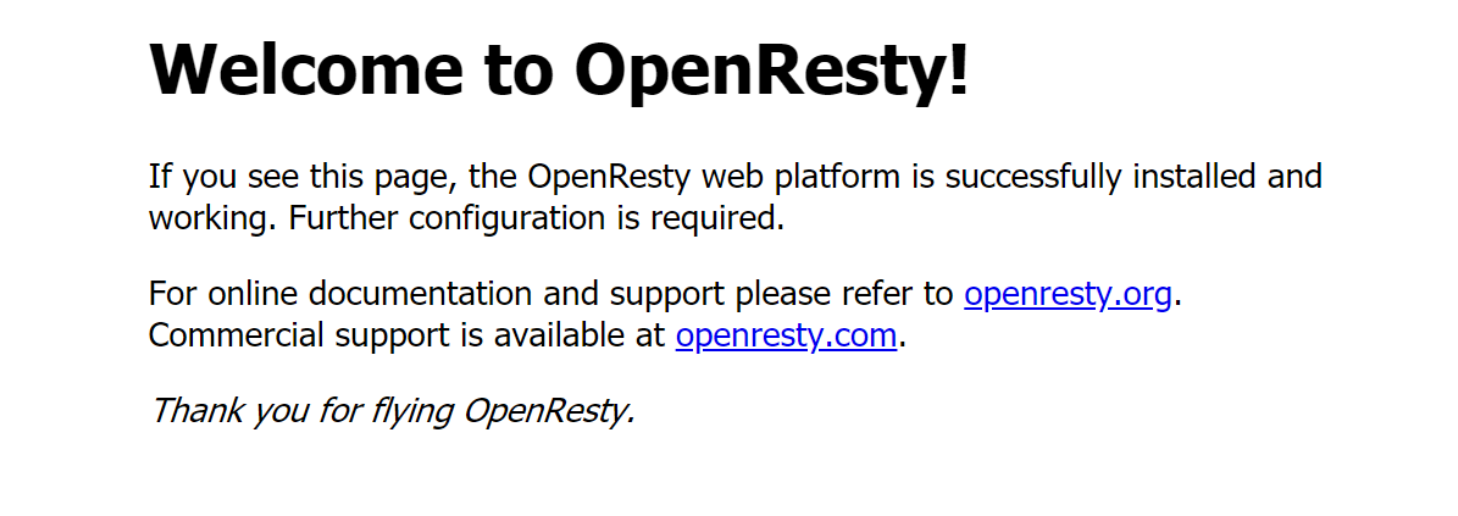 Welcome to OpenResty!
If you see this page, the OpenResty web platform is successfully installed and
working. Further configuration is required.
For online documentation and support please refer to openresty.org.
Commercial support is available at openresty.com.
Thank you for flying OpenResty.